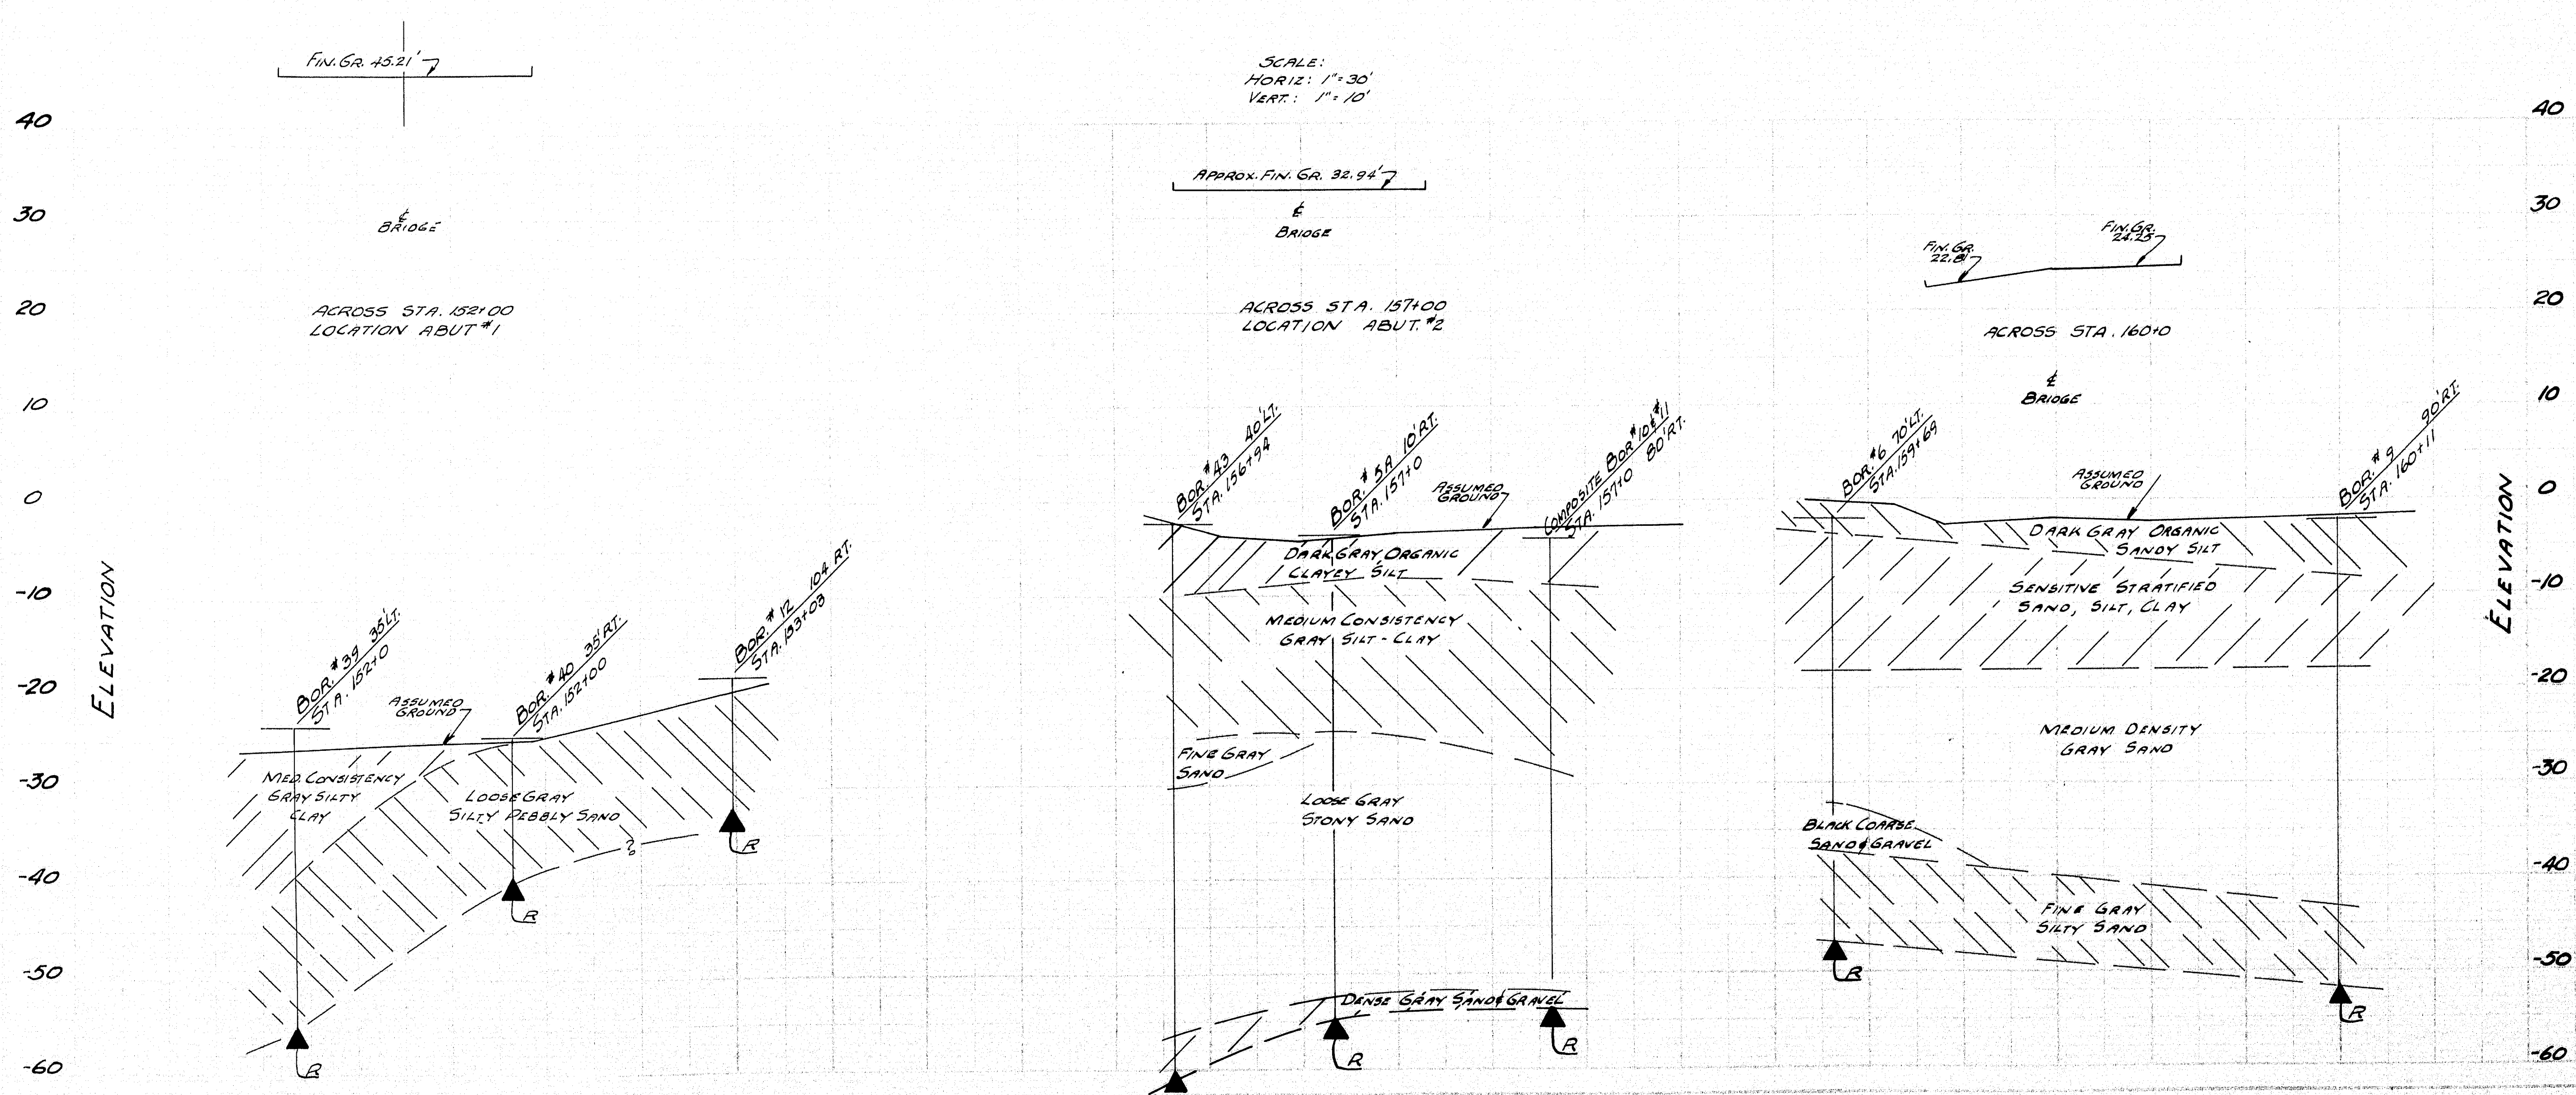 FIN. GR. 45.21'
SCALE:
HORIZ: 1"=30'
VERT.: 1"=10'
40
30
20
10
0
-10
-20
-30
-40
-50
-60
ELEVATION
℄
BRIDGE
ACROSS STA. 152+00
LOCATION ABUT #1
BOR. #39 35' LT.
STA. 152+0
ASSUMED
GROUND
BOR. #40 35' RT.
STA. 152+00
BOR. #12 104 RT.
STA. 153+03
MED. CONSISTENCY
GRAY SILTY
CLAY
LOOSE GRAY
SILTY PEBBLY SAND
?
R
R
R
APPROX. FIN. GR. 32.94'
℄
BRIDGE
ACROSS STA. 157+00
LOCATION ABUT. #2
BOR. #43 40' LT.
STA. 156+94
BOR. #5A 10' RT.
STA. 157+0
ASSUMED
GROUND
COMPOSITE BOR #10 & #11
STA. 157+0 80' RT.
DARK GRAY ORGANIC
CLAYEY SILT
MEDIUM CONSISTENCY
GRAY SILT-CLAY
FINE GRAY
SAND
LOOSE GRAY
STONY SAND
DENSE GRAY SAND & GRAVEL
R
R
FIN. GR.
22.81
FIN. GR.
24.25
ACROSS STA. 160+0
℄
BRIDGE
BOR. #6 70' LT.
STA. 159+69
ASSUMED
GROUND
BOR. #9 90' RT.
STA. 160+11
DARK GRAY ORGANIC
SANDY SILT
SENSITIVE STRATIFIED
SAND, SILT, CLAY
MEDIUM DENSITY
GRAY SAND
BLACK COARSE
SAND & GRAVEL
FINE GRAY
SILTY SAND
R
R
40
30
20
10
0
-10
-20
-30
-40
-50
-60
ELEVATION